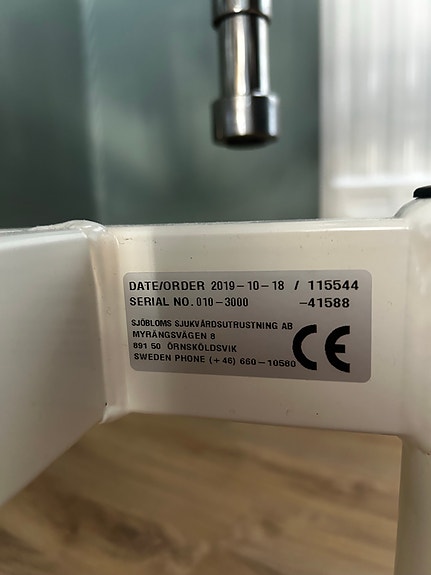 DATE/ORDER 2019-10-18 / 115544
SERIAL NO. 010-3000 -41588
SJÖBLOMS SJUKVÅRDSUTRUSTNING AB
MYRÄNGSVÄGEN 8
891 50 ÖRNSKÖLDSVIK
SWEDEN PHONE (+46) 660-10580
CE